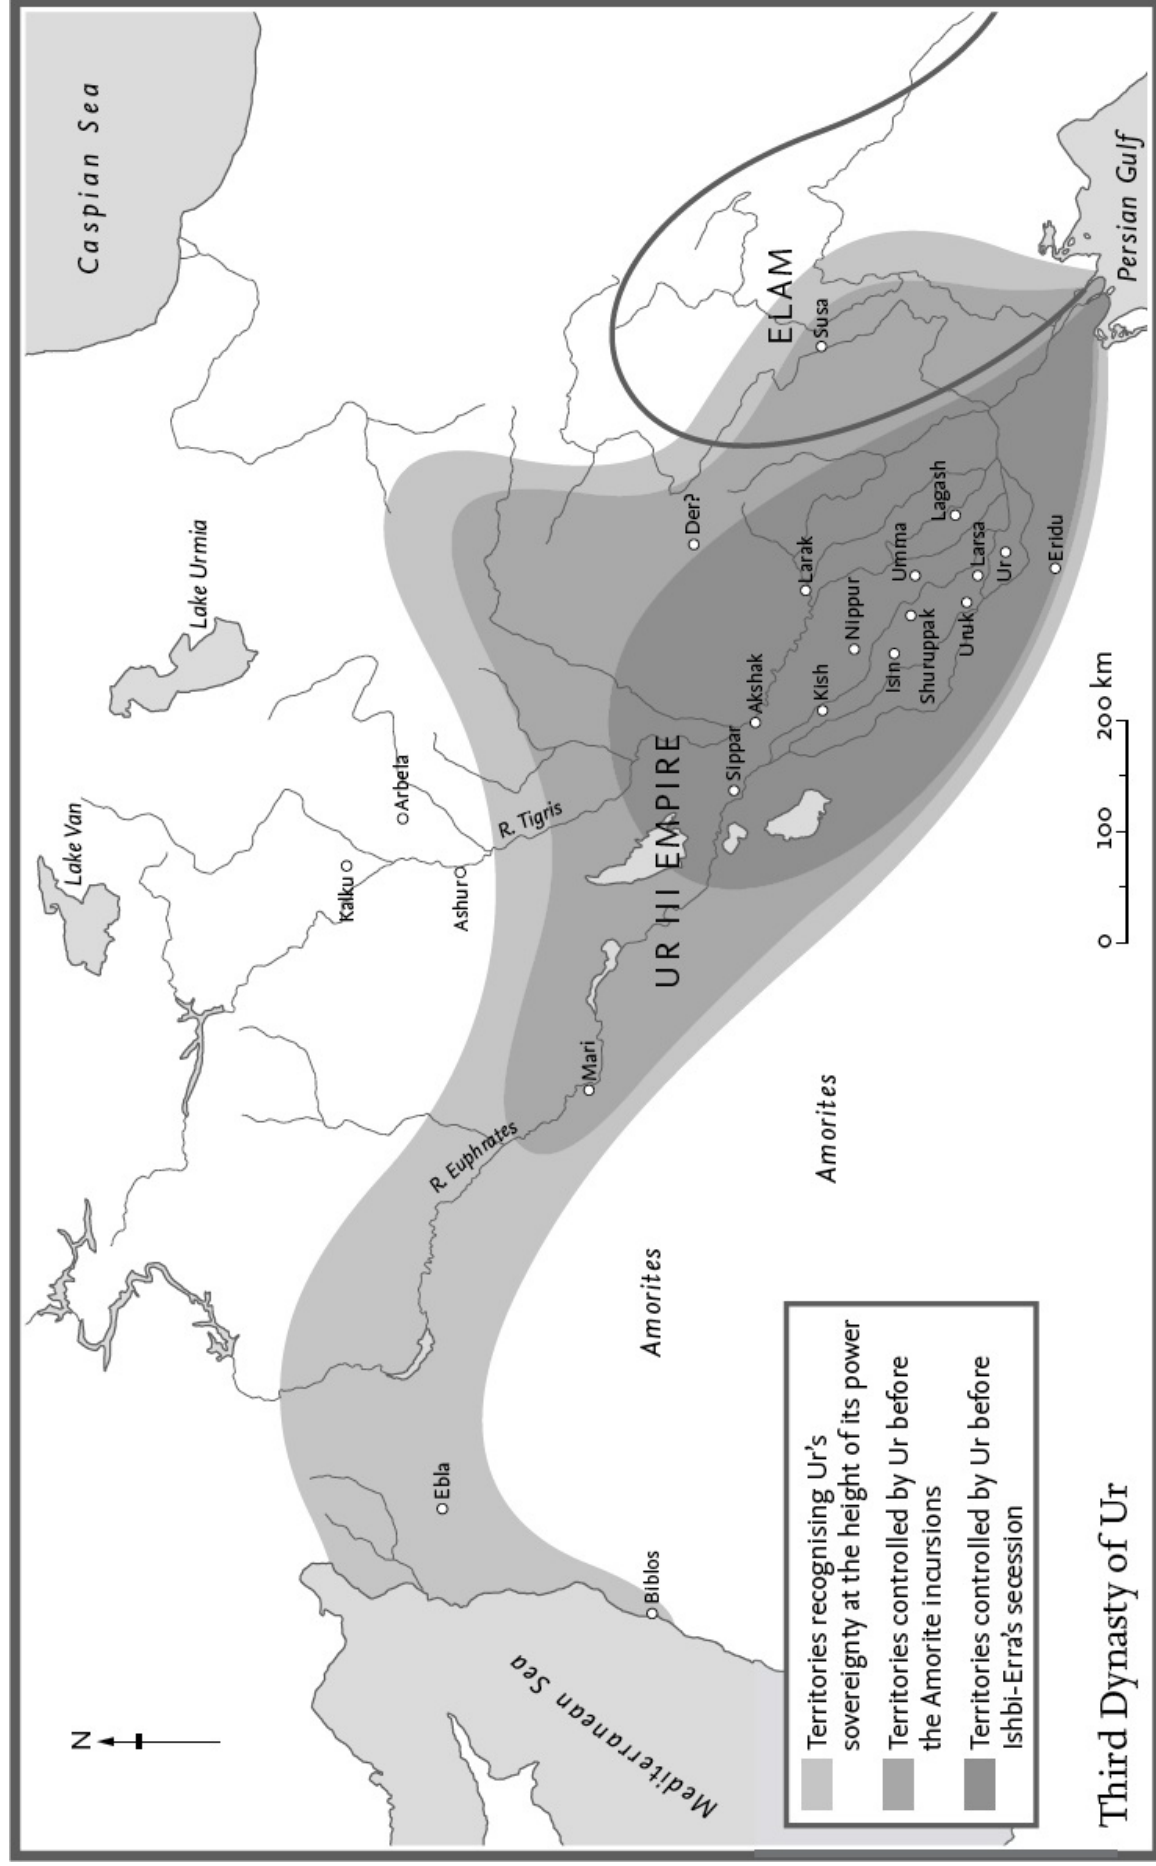 N
Caspian Sea
Lake Van
Lake Urmia
Kalku
Arbela
Ashur
R. Tigris
R. Euphrates
Ebla
Mediterranean Sea
Biblos
Mari
UR III EMPIRE
Der?
ELAM
Susa
Sippar
Akshak
Larak
Kish
Nippur
Isin
Umma
Shuruppak
Lagash
Uruk
Larsa
Ur
Eridu
Persian Gulf
Amorites
Amorites
0 100 200 km
Territories recognising Ur's
sovereignty at the height of its power
Territories controlled by Ur before
the Amorite incursions
Territories controlled by Ur before
Ishbi-Erra's secession
Third Dynasty of Ur